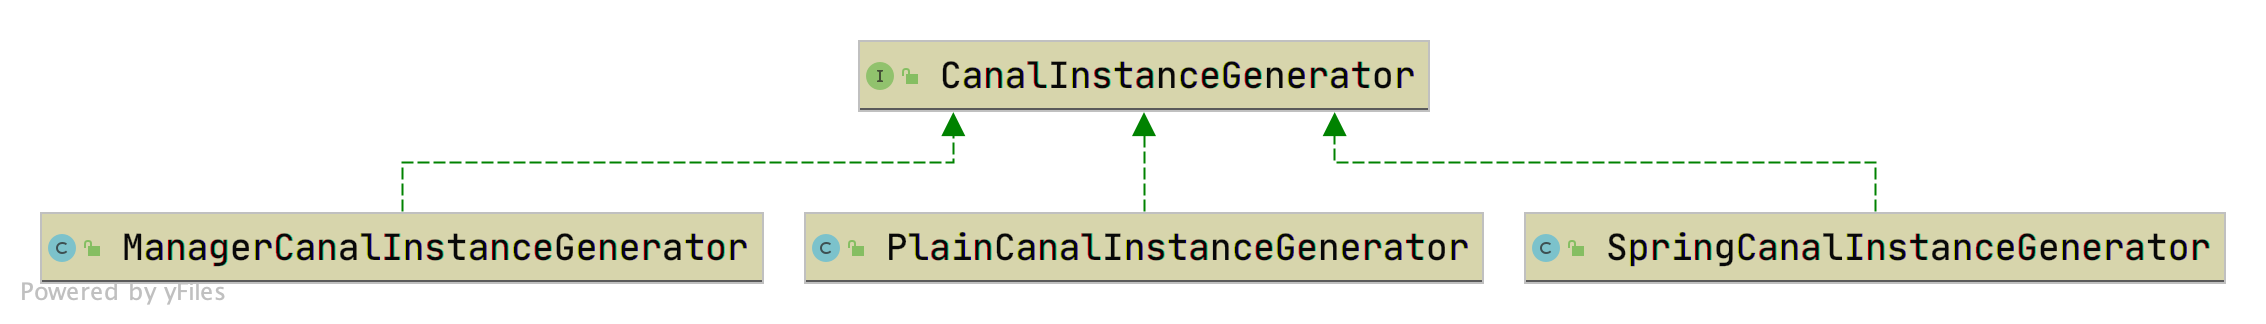 I CanalInstanceGenerator
C ManagerCanalInstanceGenerator
C PlainCanalInstanceGenerator
C SpringCanalInstanceGenerator
Powered by yFiles